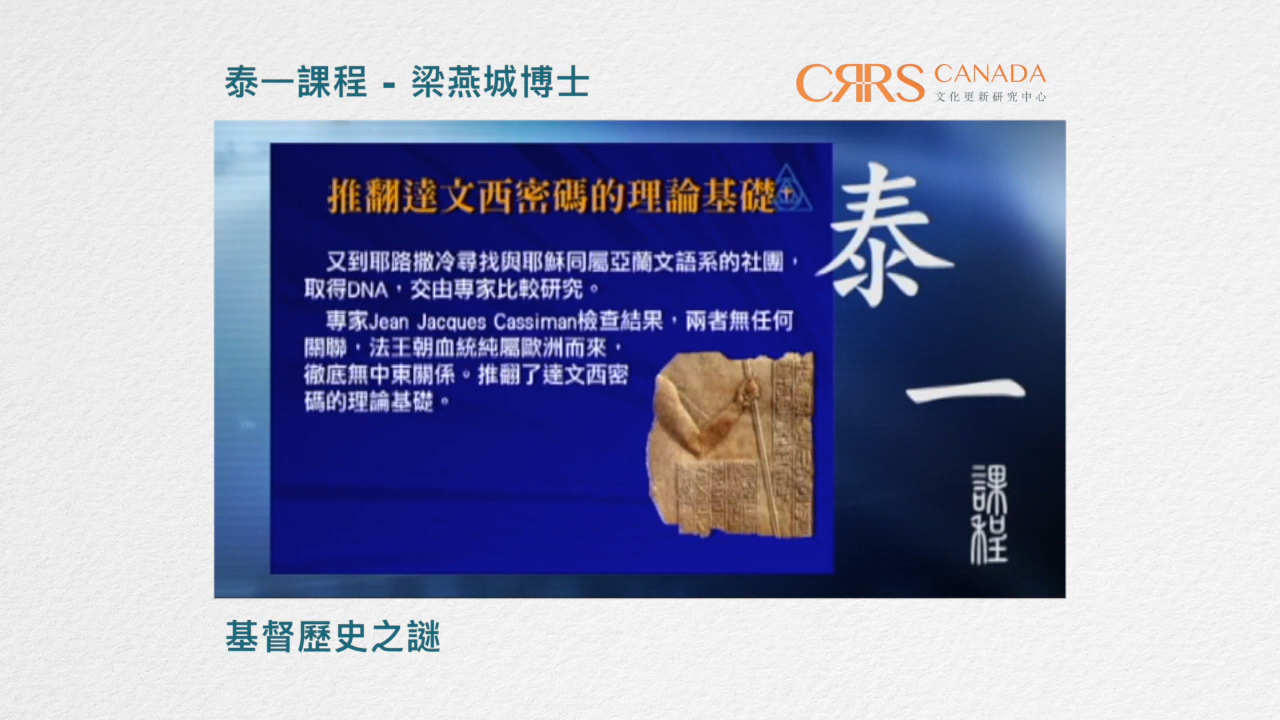 泰一課程 - 梁燕城博士
CRRS CANADA
文化更新研究中心
推翻達文西密碼的理論基礎
又到耶路撒冷尋找與耶穌同屬亞蘭文語系的社團，
取得DNA，交由專家比較研究。
專家Jean Jacques Cassiman檢查結果，兩者無任何
關聯，法王朝血統純屬歐洲而來，
徹底無中東關係。推翻了達文西密
碼的理論基礎。
泰
一
課程
基督歷史之謎